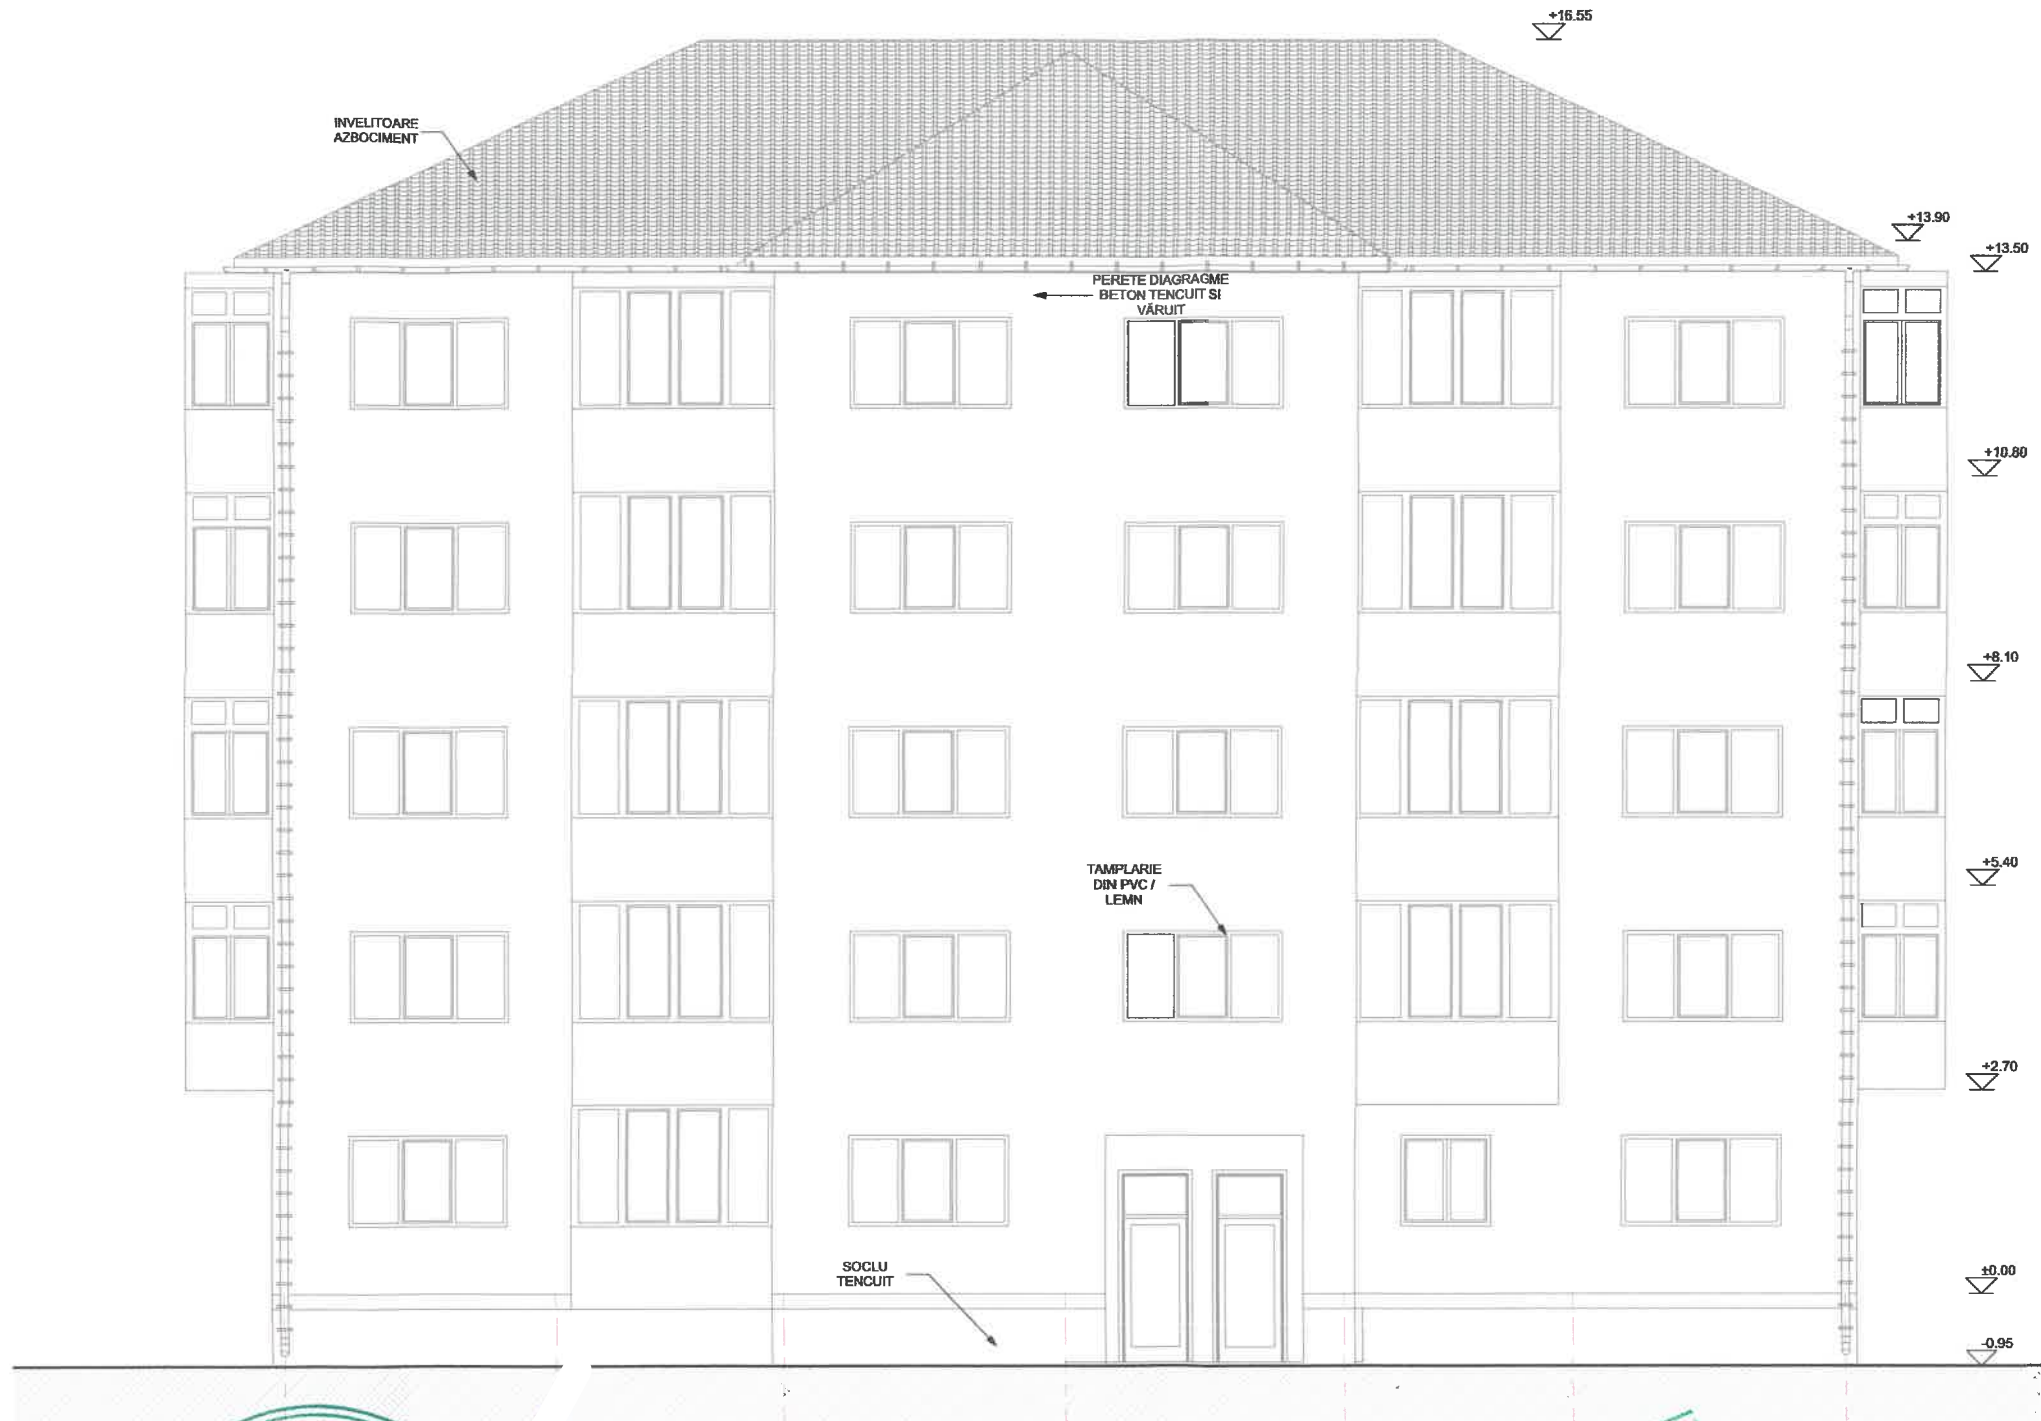 +16.55
INVELITOARE
AZBOCIMENT
+13.90
+13.50
PERETE DIAGRAGME
BETON TENCUIT SI
VĂRUIT
+10.80
+8.10
+5.40
TAMPLARIE
DIN PVC /
LEMN
+2.70
SOCLU
TENCUIT
±0.00
-0.95